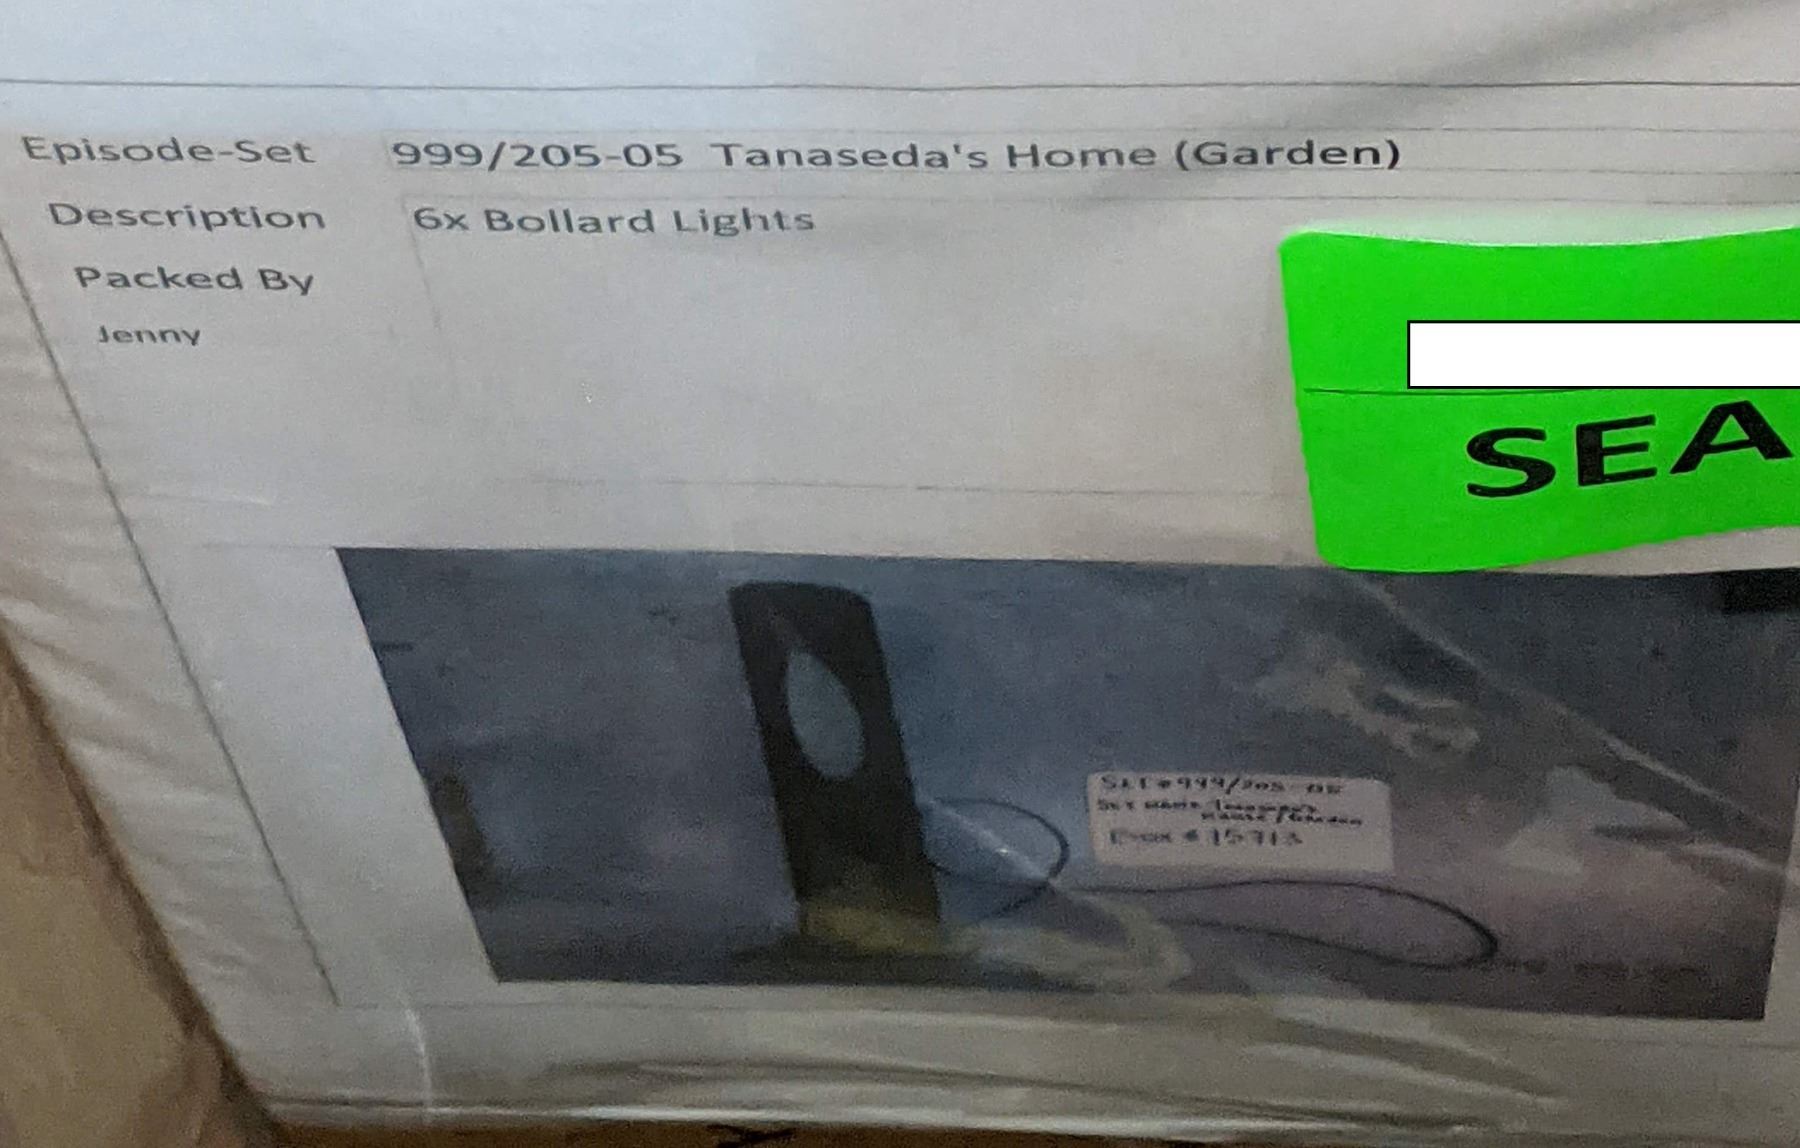 Episode-Set 999/205-05 Tanaseda's Home (Garden)
Description 6x Bollard Lights
Packed By
Jenny
SEA